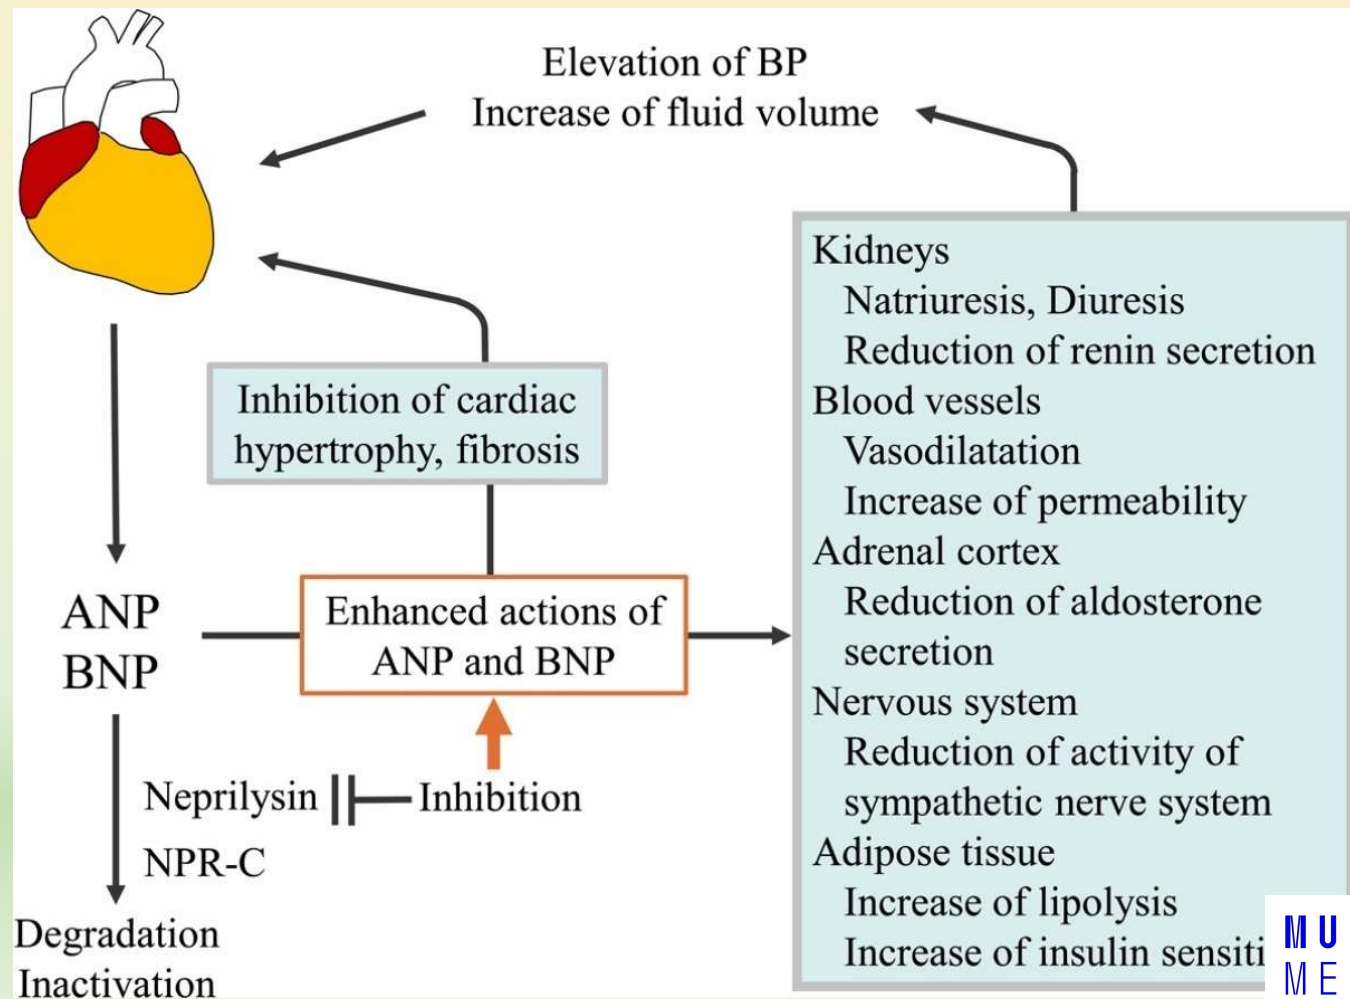 Elevation of BP
Increase of fluid volume
Kidneys
Natriuresis, Diuresis
Reduction of renin secretion
Blood vessels
Vasodilatation
Increase of permeability
Adrenal cortex
Reduction of aldosterone
secretion
Nervous system
Reduction of activity of
sympathetic nerve system
Adipose tissue
Increase of lipolysis
Increase of insulin sensiti
Inhibition of cardiac
hypertrophy, fibrosis
Enhanced actions of
ANP and BNP
ANP
BNP
Neprilysin
Inhibition
NPR-C
Degradation
Inactivation
MU
ME